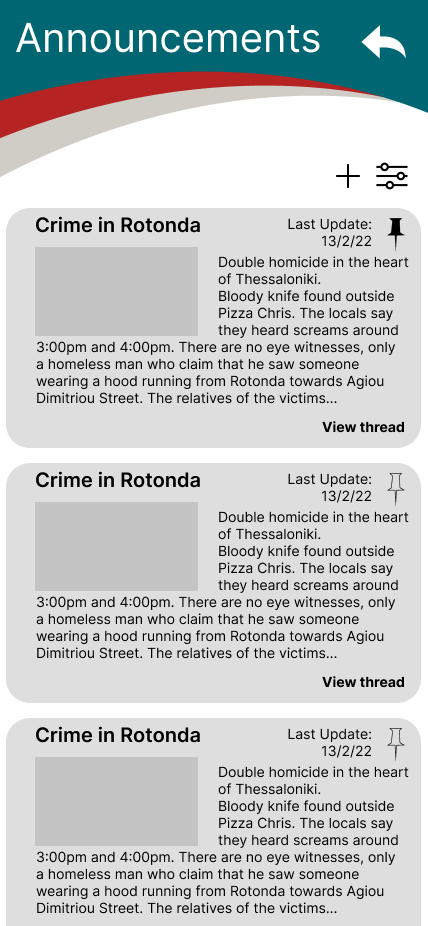 Announcements
Crime in Rotonda
Last Update:
13/2/22
Double homicide in the heart
of Thessaloniki.
Bloody knife found outside
Pizza Chris. The locals say
they heard screams around
3:00pm and 4:00pm. There are no eye witnesses, only
a homeless man who claim that he saw someone
wearing a hood running from Rotonda towards Agiou
Dimitriou Street. The relatives of the victims...
View thread
Crime in Rotonda
Last Update:
13/2/22
Double homicide in the heart
of Thessaloniki.
Bloody knife found outside
Pizza Chris. The locals say
they heard screams around
3:00pm and 4:00pm. There are no eye witnesses, only
a homeless man who claim that he saw someone
wearing a hood running from Rotonda towards Agiou
Dimitriou Street. The relatives of the victims...
View thread
Crime in Rotonda
Last Update:
13/2/22
Double homicide in the heart
of Thessaloniki.
Bloody knife found outside
Pizza Chris. The locals say
they heard screams around
3:00pm and 4:00pm. There are no eye witnesses, only
a homeless man who claim that he saw someone
wearing a hood running from Rotonda towards Agiou
Dimitriou Street. The relatives of the victims...